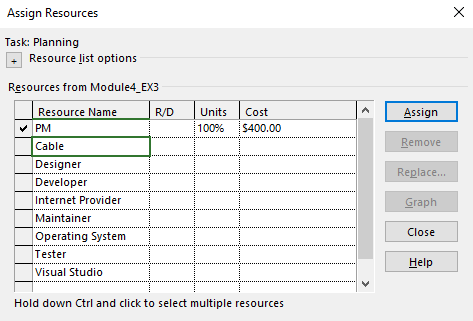 Assign Resources
Task: Planning
+ Resource list options
Resources from Module4_EX3
Resource Name R/D Units Cost
✓ PM 100% $400.00
Cable
Designer
Developer
Internet Provider
Maintainer
Operating System
Tester
Visual Studio
Assign
Remove
Replace...
Graph
Close
Help
Hold down Ctrl and click to select multiple resources